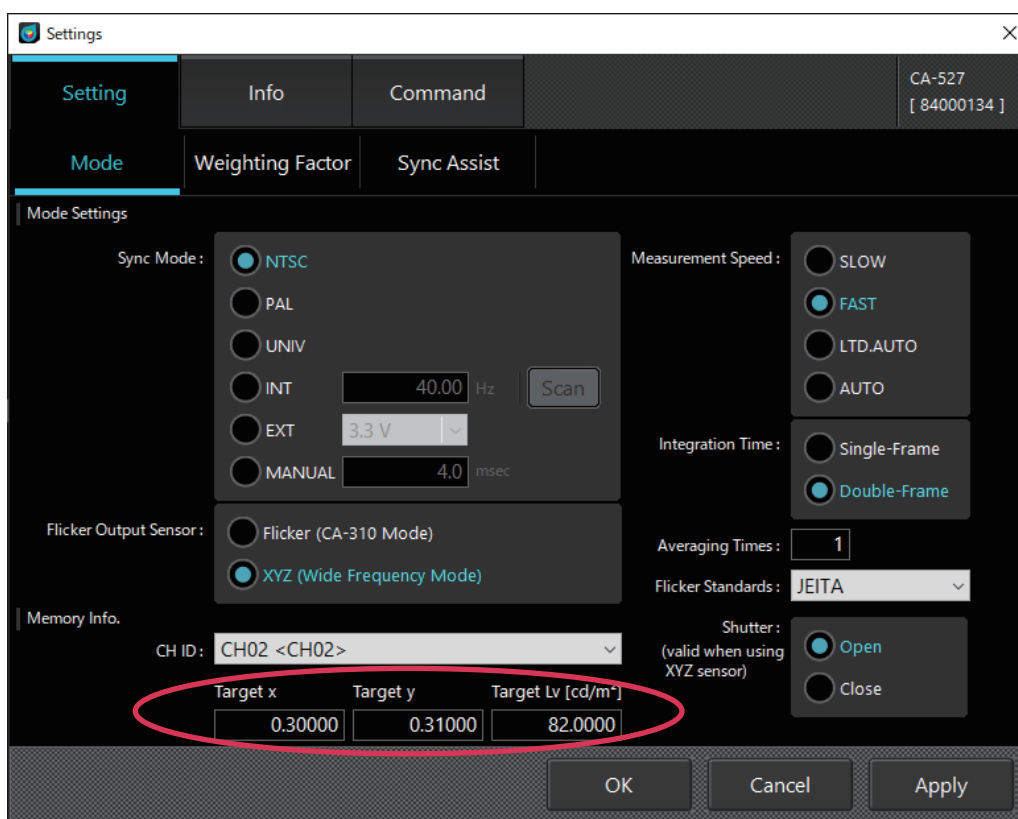 Settings
Setting Info Command
CA-527
[ 84000134 ]
Mode Weighting Factor Sync Assist
Mode Settings
Sync Mode :
NTSC
PAL
UNIV
INT 40.00 Hz Scan
EXT 3.3 V
MANUAL 4.0 msec
Flicker Output Sensor :
Flicker (CA-310 Mode)
XYZ (Wide Frequency Mode)
Memory Info.
CH ID : CH02 <CH02>
Target x Target y Target Lv [cd/m²]
0.30000 0.31000 82.0000
Measurement Speed :
SLOW
FAST
LTD.AUTO
AUTO
Integration Time :
Single-Frame
Double-Frame
Averaging Times : 1
Flicker Standards : JEITA
Shutter :
(valid when using
XYZ sensor)
Open
Close
OK Cancel Apply